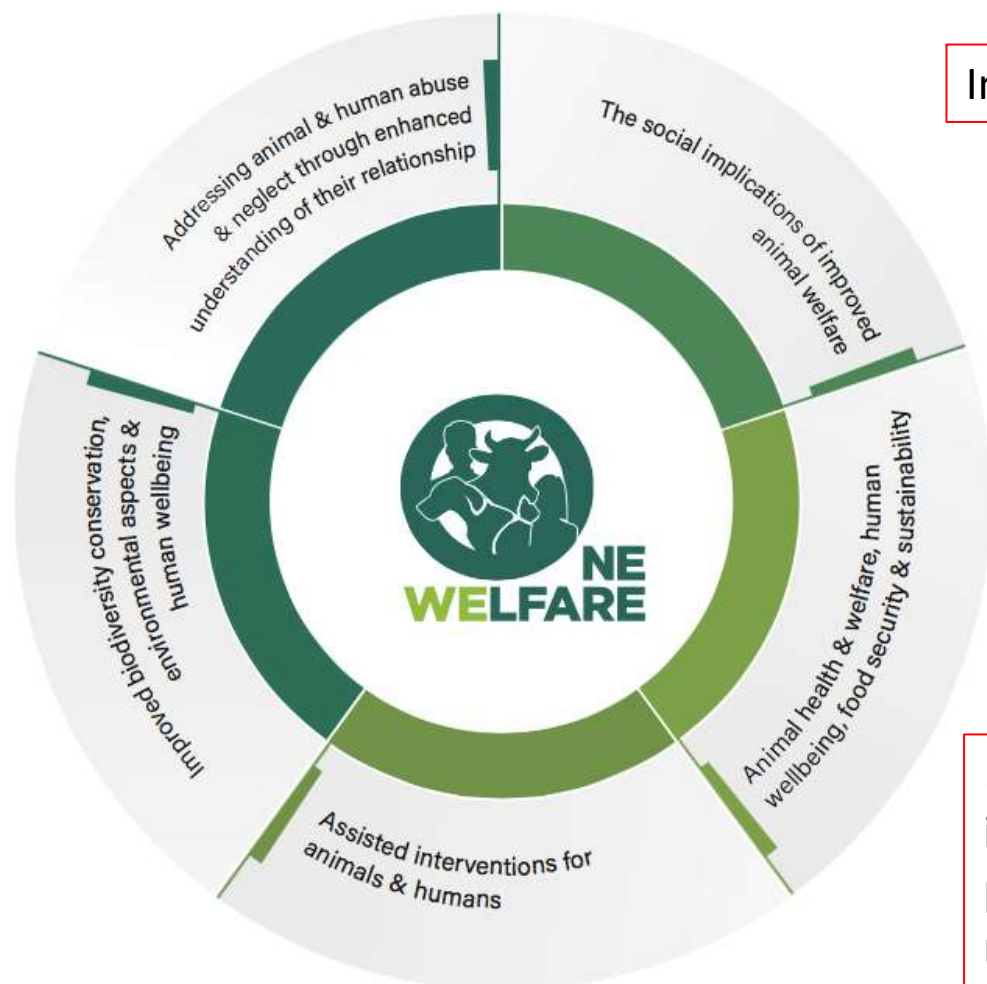 Addressing animal & human abuse
& neglect through enhanced
understanding of their relationship
The social implications of improved
animal welfare
Animal health & welfare, human
wellbeing, food security & sustainability
Assisted interventions for
animals & humans
Improved biodiversity conservation,
environmental aspects &
human wellbeing
NE
WELFARE